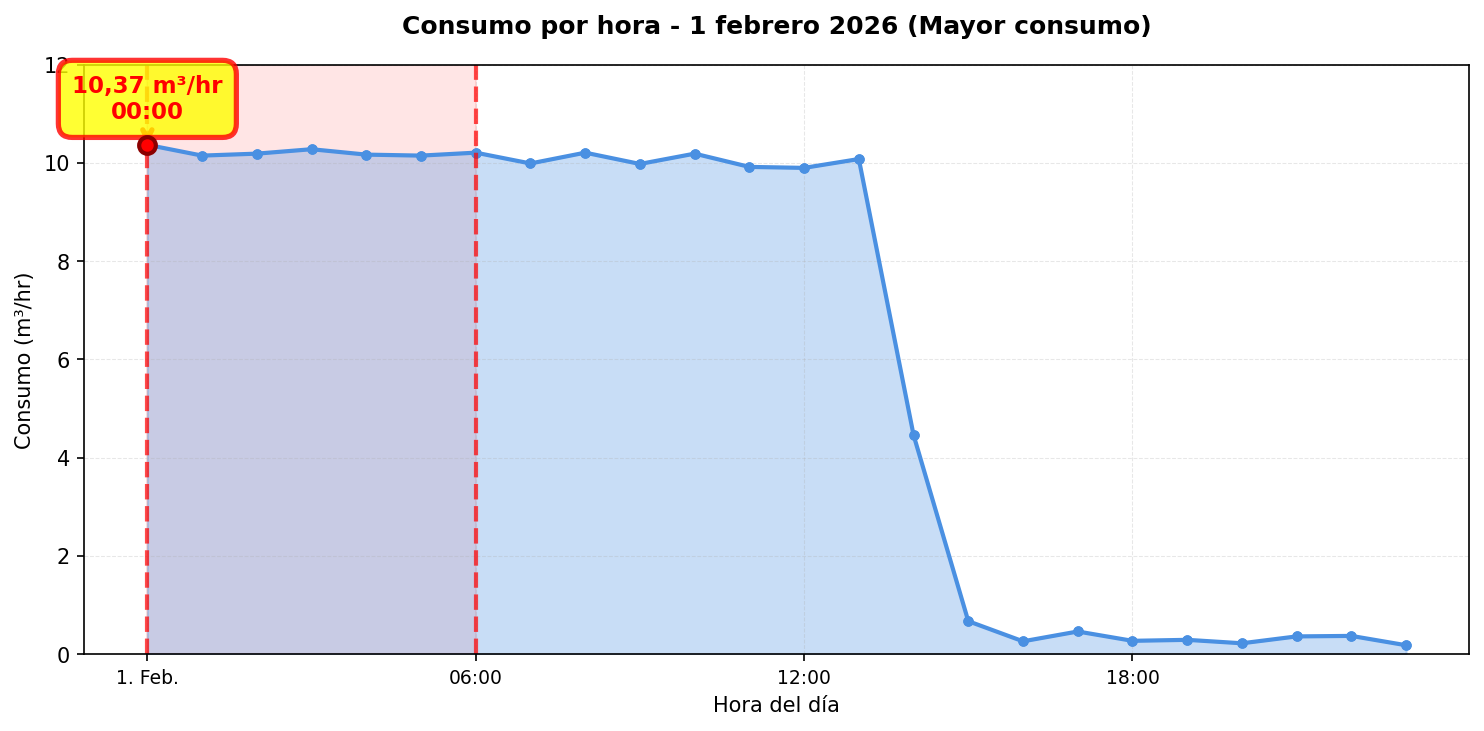 Consumo por hora - 1 febrero 2026 (Mayor consumo)
12
10,37 m³/hr
00:00
10
8
6
4
2
0
Consumo (m³/hr)
1. Feb.
06:00
12:00
18:00
Hora del día